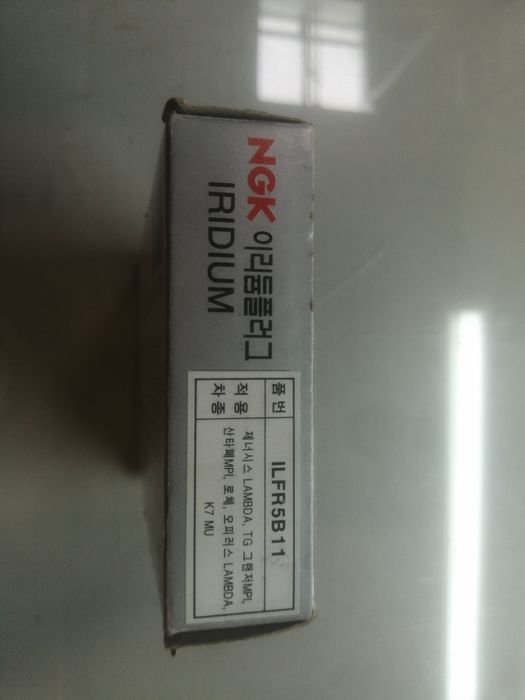 NGK 이리듐플러그
IRIDIUM
품 번 ILFR5B11
적용 차종 제너시스 LAMBDA, TG 그랜저MPI,
산타페MPI, 로체, 오피러스 LAMBDA,
K7 MU